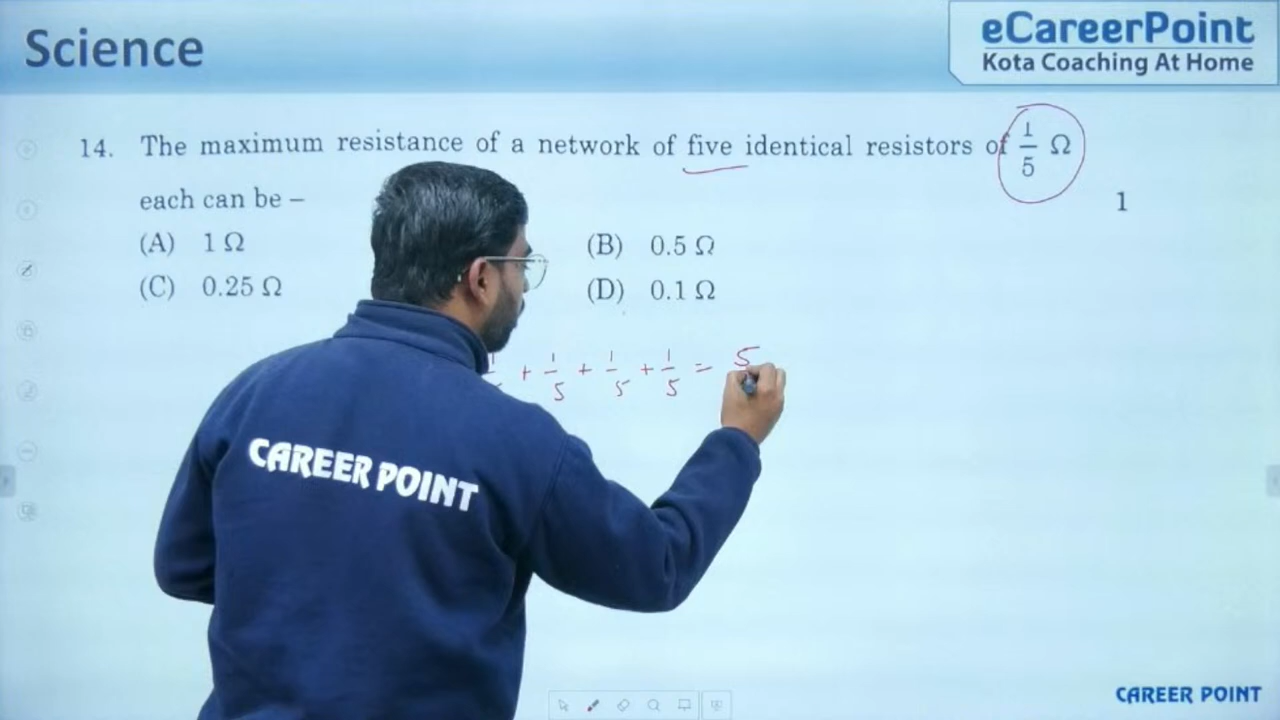 Science
eCareerPoint
Kota Coaching At Home
14. The maximum resistance of a network of five identical resistors of 1/5 Ω
each can be –
1
(A) 1 Ω
(B) 0.5 Ω
(C) 0.25 Ω
(D) 0.1 Ω
+ 1/5 + 1/5 + 1/5 = 5
CAREER POINT
CAREER POINT